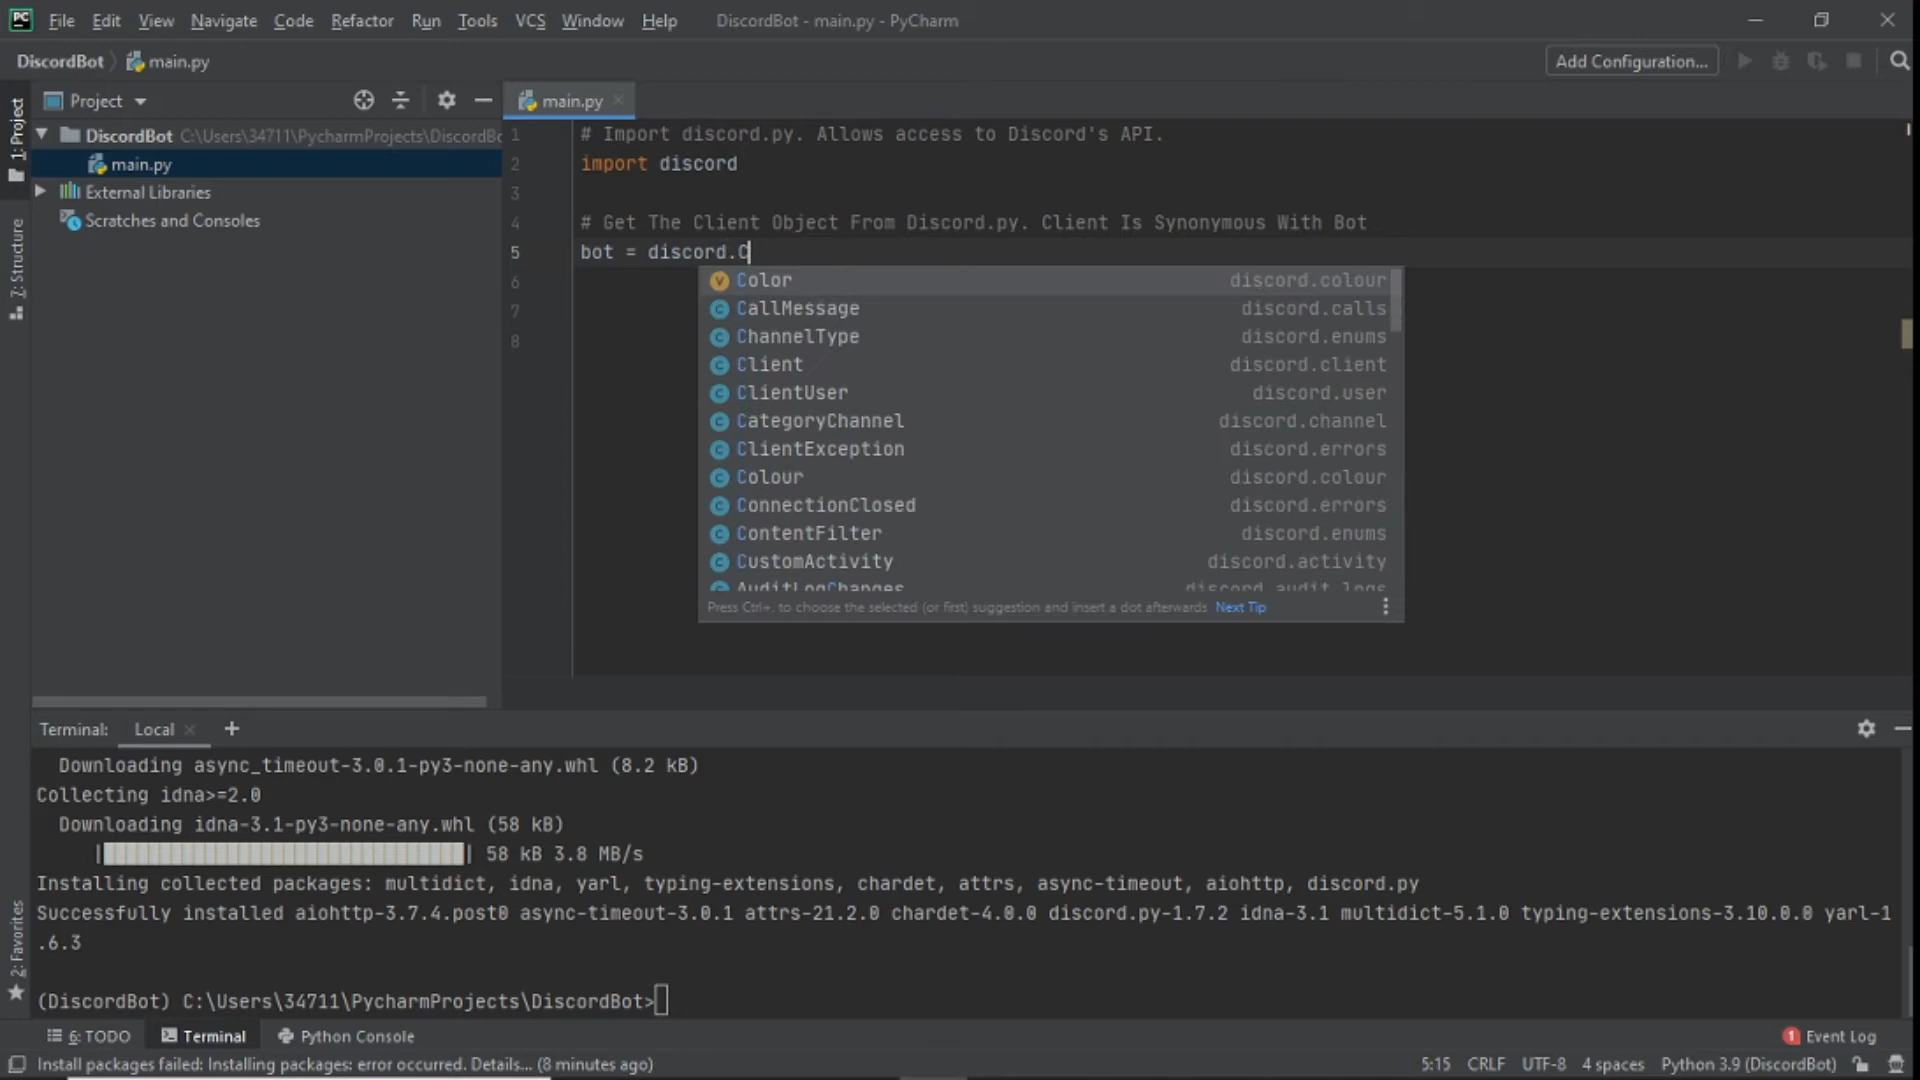 PC File Edit View Navigate Code Refactor Run Tools VCS Window Help DiscordBot - main.py - PyCharm
DiscordBot main.py Add Configuration...
Project main.py
1: Project
7: Structure
2: Favorites
DiscordBot C:\Users\34711\PycharmProjects\DiscordBo
main.py
External Libraries
Scratches and Consoles
1 # Import discord.py. Allows access to Discord's API.
2 import discord
3
4 # Get The Client Object From Discord.py. Client Is Synonymous With Bot
5 bot = discord.C
6
7
8
Color discord.colour
CallMessage discord.calls
ChannelType discord.enums
Client discord.client
ClientUser discord.user
CategoryChannel discord.channel
ClientException discord.errors
Colour discord.colour
ConnectionClosed discord.errors
ContentFilter discord.enums
CustomActivity discord.activity
AuditLogChanges discord.audit_logs
Press Ctrl+. to choose the selected (or first) suggestion and insert a dot afterwards Next Tip
Terminal: Local +
Downloading async_timeout-3.0.1-py3-none-any.whl (8.2 kB)
Collecting idna>=2.0
Downloading idna-3.1-py3-none-any.whl (58 kB)
58 kB 3.8 MB/s
Installing collected packages: multidict, idna, yarl, typing-extensions, chardet, attrs, async-timeout, aiohttp, discord.py
Successfully installed aiohttp-3.7.4.post0 async-timeout-3.0.1 attrs-21.2.0 chardet-4.0.0 discord.py-1.7.2 idna-3.1 multidict-5.1.0 typing-extensions-3.10.0.0 yarl-1
.6.3
(DiscordBot) C:\Users\34711\PycharmProjects\DiscordBot>
6: TODO Terminal Python Console 1 Event Log
Install packages failed: Installing packages: error occurred. Details... (8 minutes ago) 5:15 CRLF UTF-8 4 spaces Python 3.9 (DiscordBot)